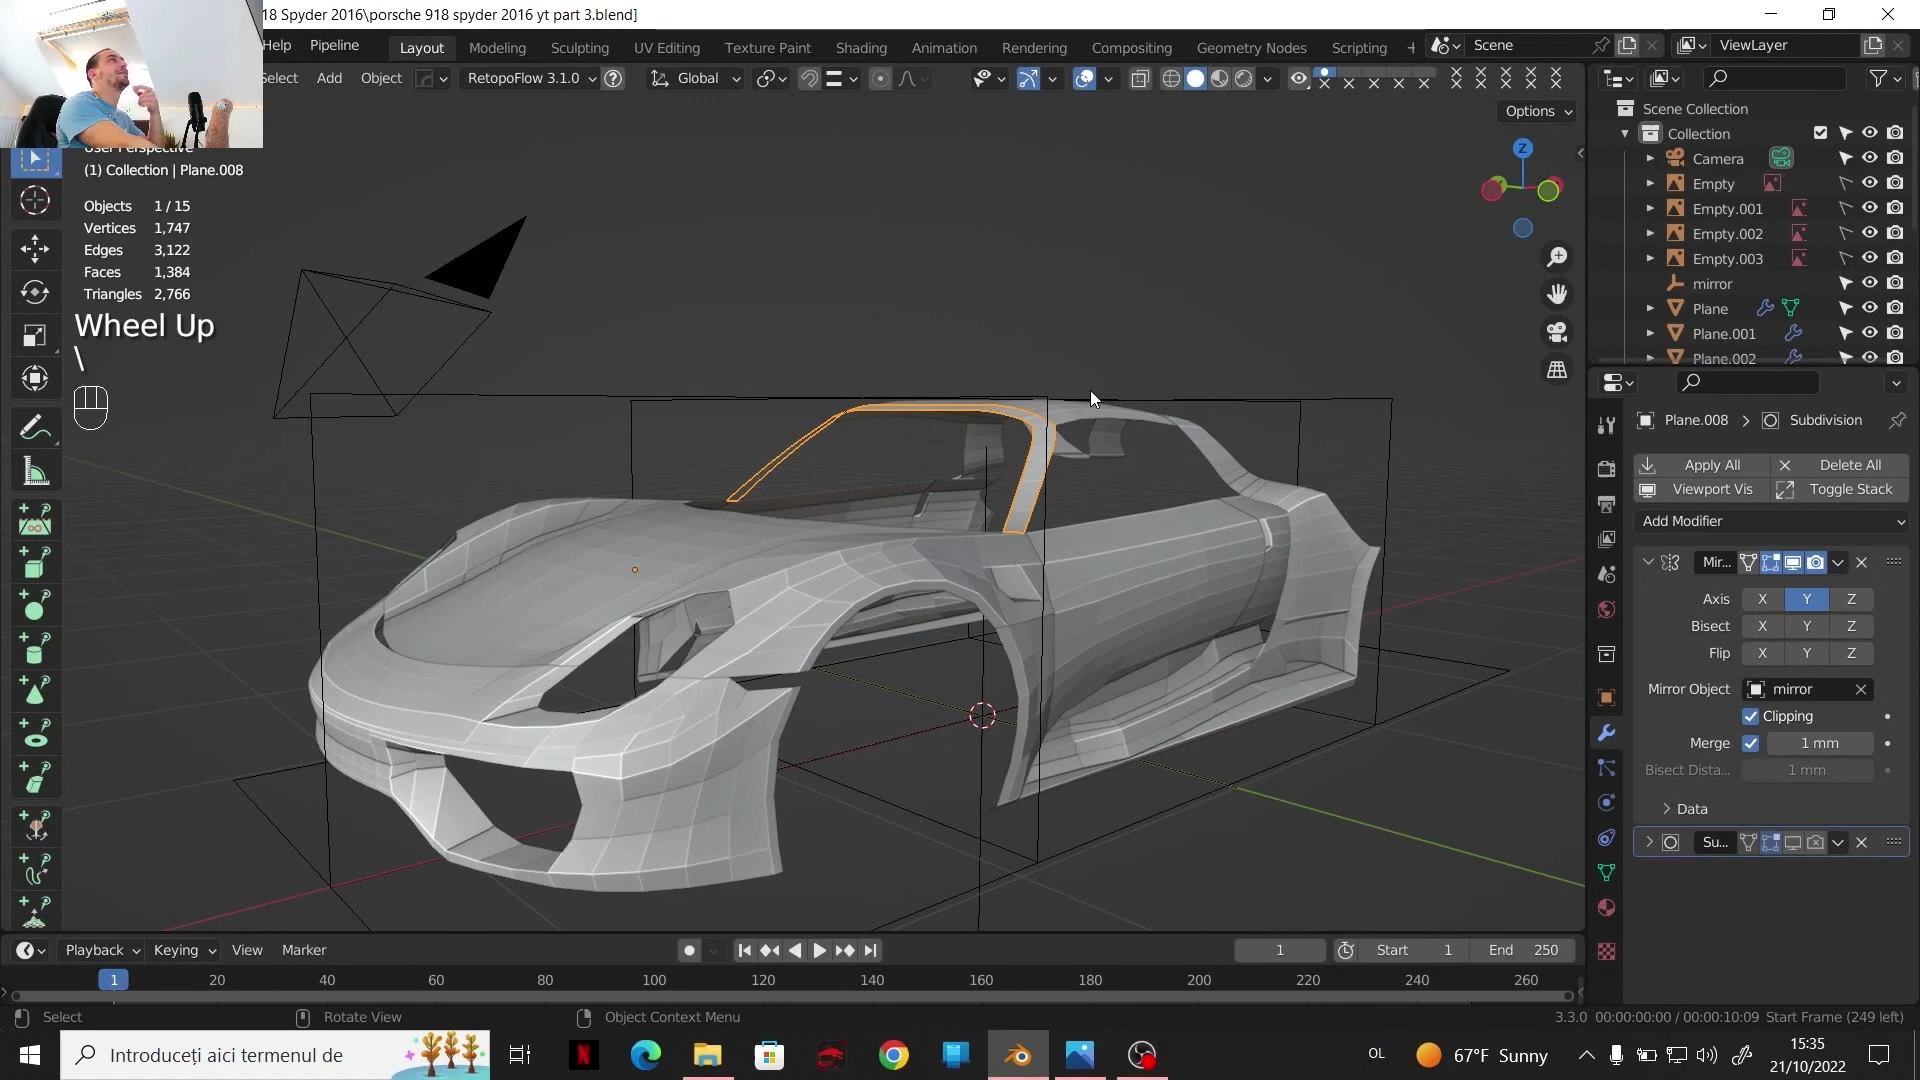 18 Spyder 2016\porsche 918 spyder 2016 yt part 3.blend]
Help Pipeline Layout Modeling Sculpting UV Editing Texture Paint Shading Animation Rendering Compositing Geometry Nodes Scripting + Scene ViewLayer
Select Add Object RetopoFlow 3.1.0 Global
Options
User Perspective
(1) Collection | Plane.008
Objects 1 / 15
Vertices 1,747
Edges 3,122
Faces 1,384
Triangles 2,766
Wheel Up
\
Z
Scene Collection
Collection
Camera
Empty
Empty.001
Empty.002
Empty.003
mirror
Plane
Plane.001
Plane.002
Plane.008 > Subdivision
Apply All Delete All
Viewport Vis Toggle Stack
Add Modifier
Mir...
Axis X Y Z
Bisect X Y Z
Flip X Y Z
Mirror Object mirror
Clipping
Merge 1 mm
Bisect Dista... 1 mm
Data
Su...
Playback Keying View Marker 1 Start 1 End 250
1 20 40 60 80 100 120 140 160 180 200 220 240 260
Select Rotate View Object Context Menu 3.3.0 00:00:00:00 / 00:00:10:09 Start Frame (249 left)
Introduceți aici termenul de OL 67°F Sunny 15:35
21/10/2022